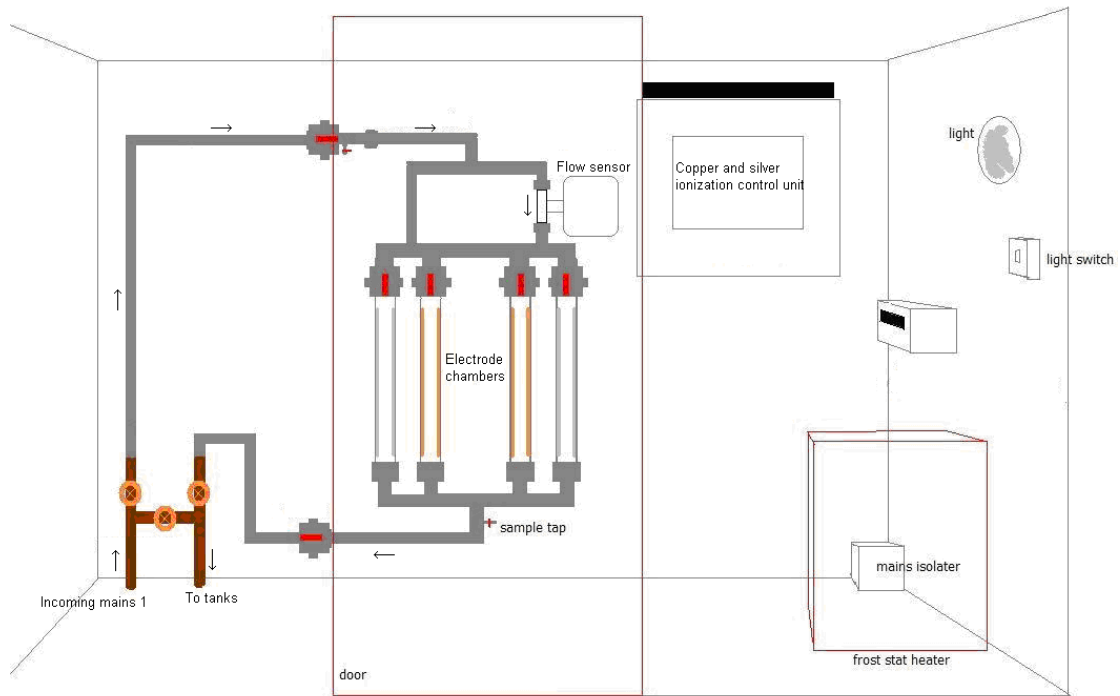 light
Flow sensor
Copper and silver
ionization control unit
light switch
Electrode
chambers
sample tap
mains isolater
Incoming mains 1
To tanks
door
frost stat heater